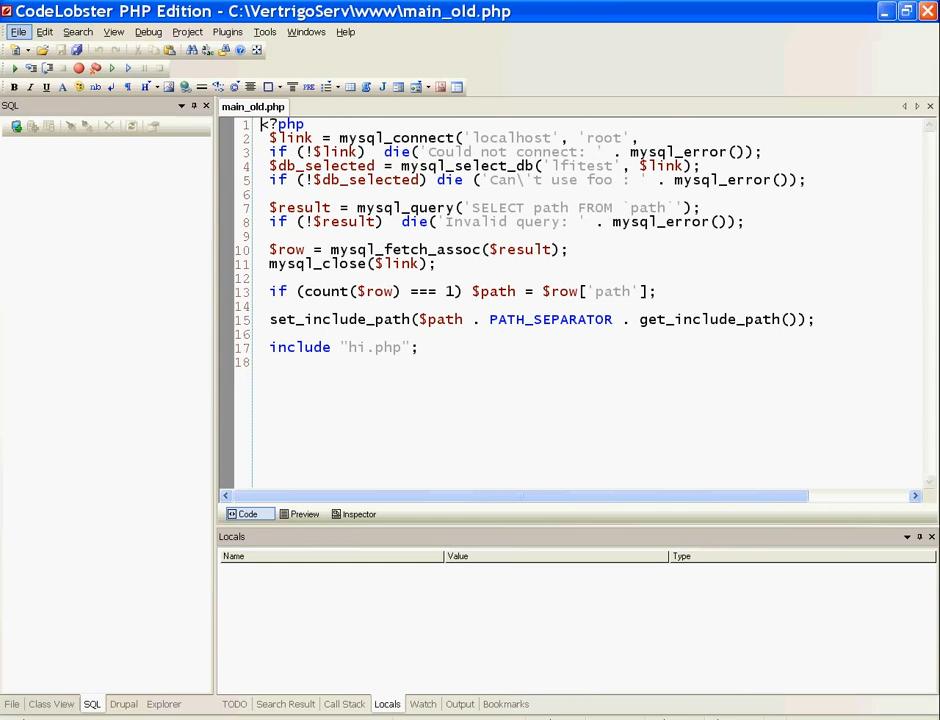 CodeLobster PHP Edition - C:\VertrigoServ\www\main_old.php
File Edit Search View Debug Project Plugins Tools Windows Help
SQL
main_old.php
1 <?php
2 $link = mysql_connect('localhost', 'root',
3 if (!$link)  die('Could not connect: ' . mysql_error());
4 $db_selected = mysql_select_db('lfitest', $link);
5 if (!$db_selected) die ('Can\'t use foo : ' . mysql_error());
6
7 $result = mysql_query('SELECT path FROM `path`');
8 if (!$result)  die('Invalid query: ' . mysql_error());
9
10 $row = mysql_fetch_assoc($result);
11 mysql_close($link);
12
13 if (count($row) === 1) $path = $row['path'];
14
15 set_include_path($path . PATH_SEPARATOR . get_include_path());
16
17 include "hi.php";
18
Code Preview Inspector
Locals
Name Value Type
File Class View SQL Drupal Explorer
TODO Search Result Call Stack Locals Watch Output Bookmarks